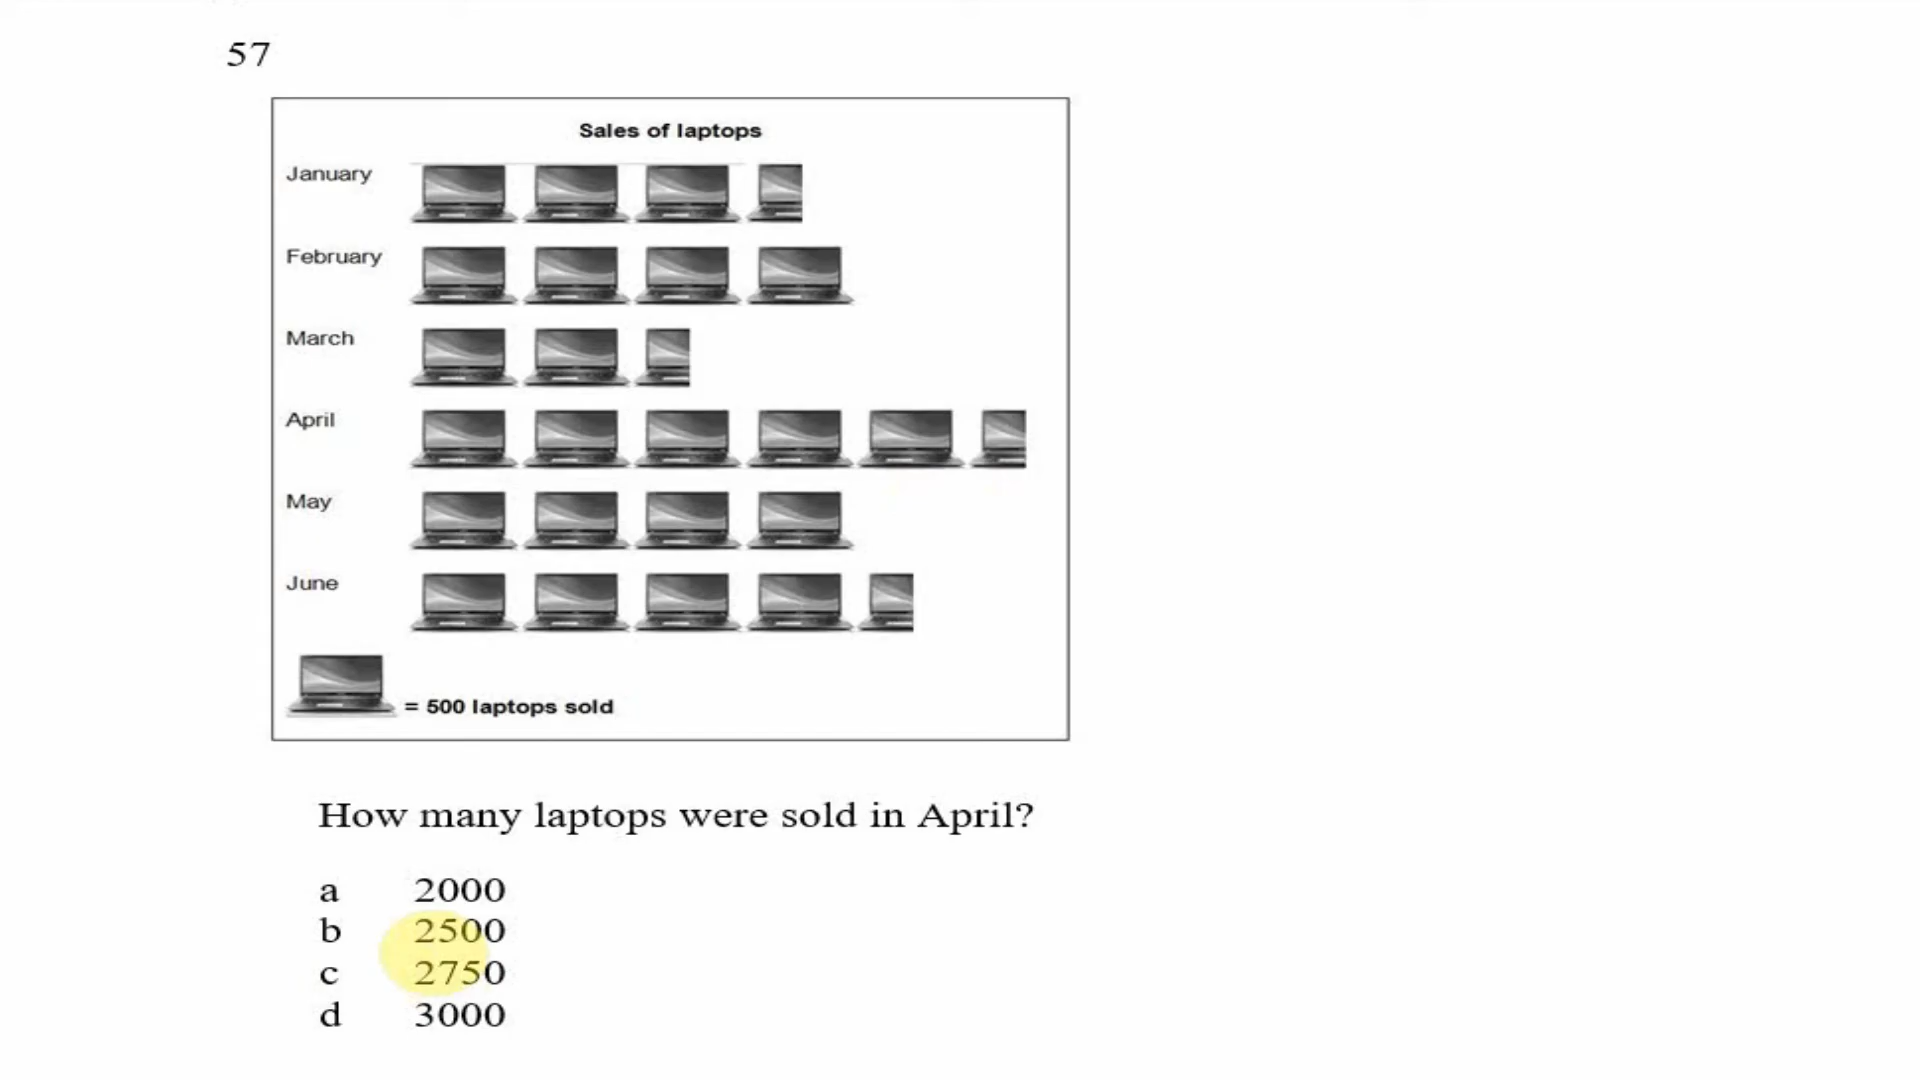 57
Sales of laptops
January
February
March
April
May
June
= 500 laptops sold
How many laptops were sold in April?
a 2000
b 2500
c 2750
d 3000